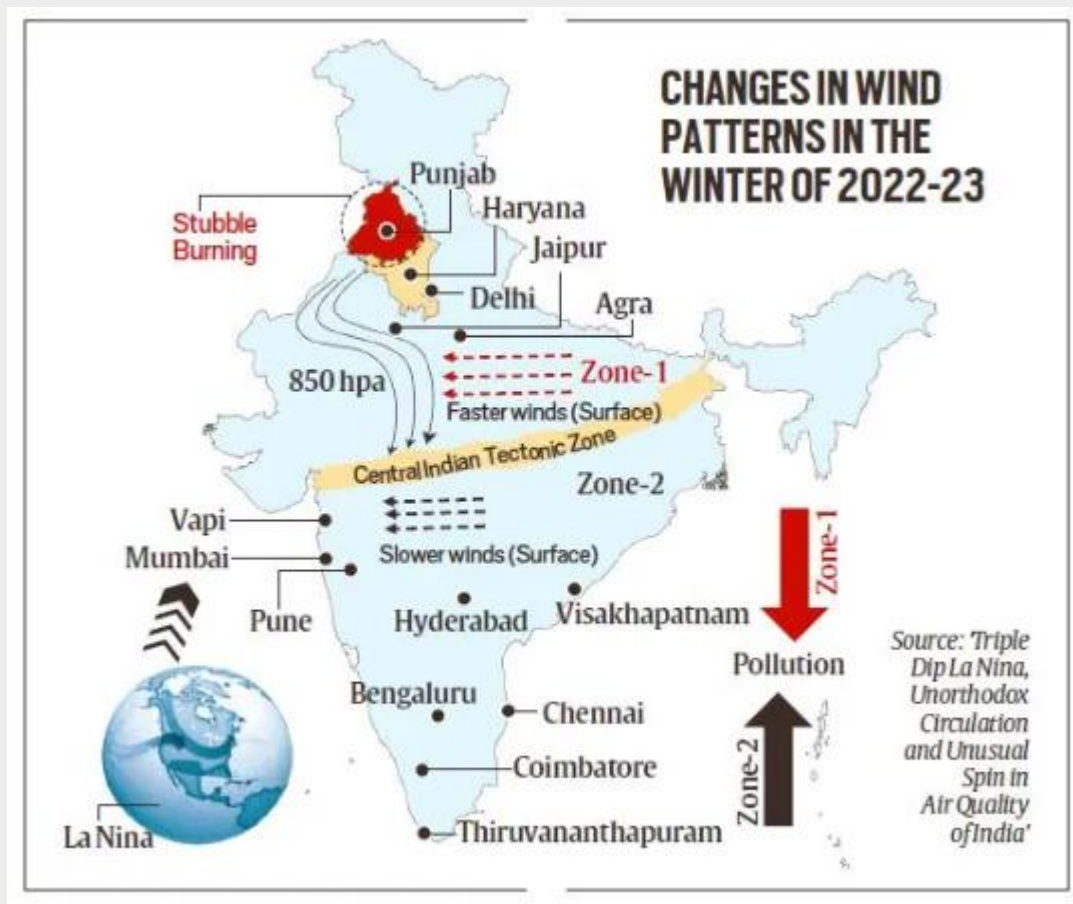 CHANGES IN WIND
PATTERNS IN THE
WINTER OF 2022-23
Punjab
Stubble
Burning
Haryana
Jaipur
Delhi
Agra
850 hpa
Zone-1
Faster winds (Surface)
Central Indian Tectonic Zone
Zone-2
Vapi
Slower winds (Surface)
Mumbai
Pune
Hyderabad
Visakhapatnam
Zone-1
Pollution
Zone-2
Bengaluru
Chennai
Coimbatore
Thiruvananthapuram
La Nina
Source: 'Triple
Dip La Nina,
Unorthodox
Circulation
and Unusual
Spin in
Air Quality
of India'